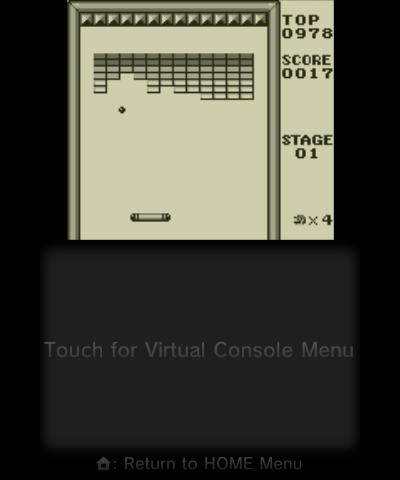 TOP
0978
SCORE
0017
STAGE
01
×4
Touch for Virtual Console Menu
: Return to HOME Menu